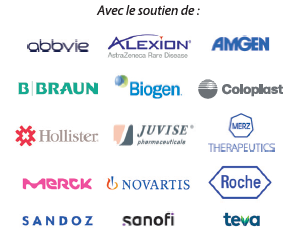 Avec le soutien de :
abbvie
ALEXION®
AstraZeneca Rare Disease
AMGEN
B|BRAUN
Biogen
Coloplast
Hollister
JUVISE
pharmaceuticals
MERZ
THERAPEUTICS
MERCK
NOVARTIS
Roche
SANDOZ
sanofi
teva